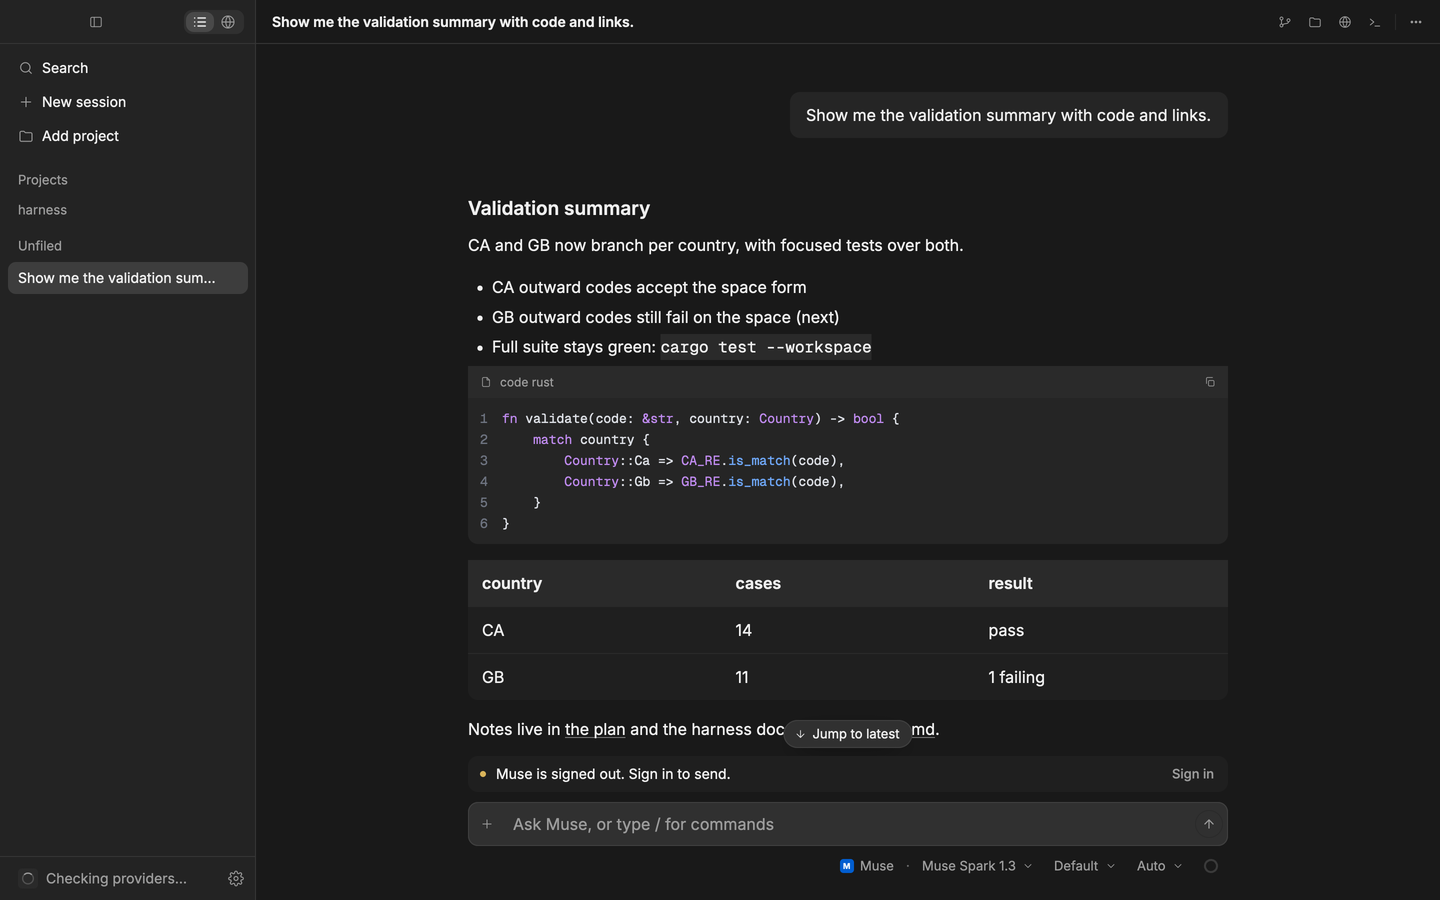 Show me the validation summary with code and links.
Search
New session
Add project
Projects
harness
Unfiled
Show me the validation sum...
Checking providers...
Show me the validation summary with code and links.
Validation summary
CA and GB now branch per country, with focused tests over both.
• CA outward codes accept the space form
• GB outward codes still fail on the space (next)
• Full suite stays green: cargo test --workspace
code rust
1 fn validate(code: &str, country: Country) -> bool {
2     match country {
3         Country::Ca => CA_RE.is_match(code),
4         Country::Gb => GB_RE.is_match(code),
5     }
6 }
country cases result
CA 14 pass
GB 11 1 failing
Notes live in the plan and the harness doc md.
Jump to latest
Muse is signed out. Sign in to send. Sign in
Ask Muse, or type / for commands
M Muse · Muse Spark 1.3 Default Auto